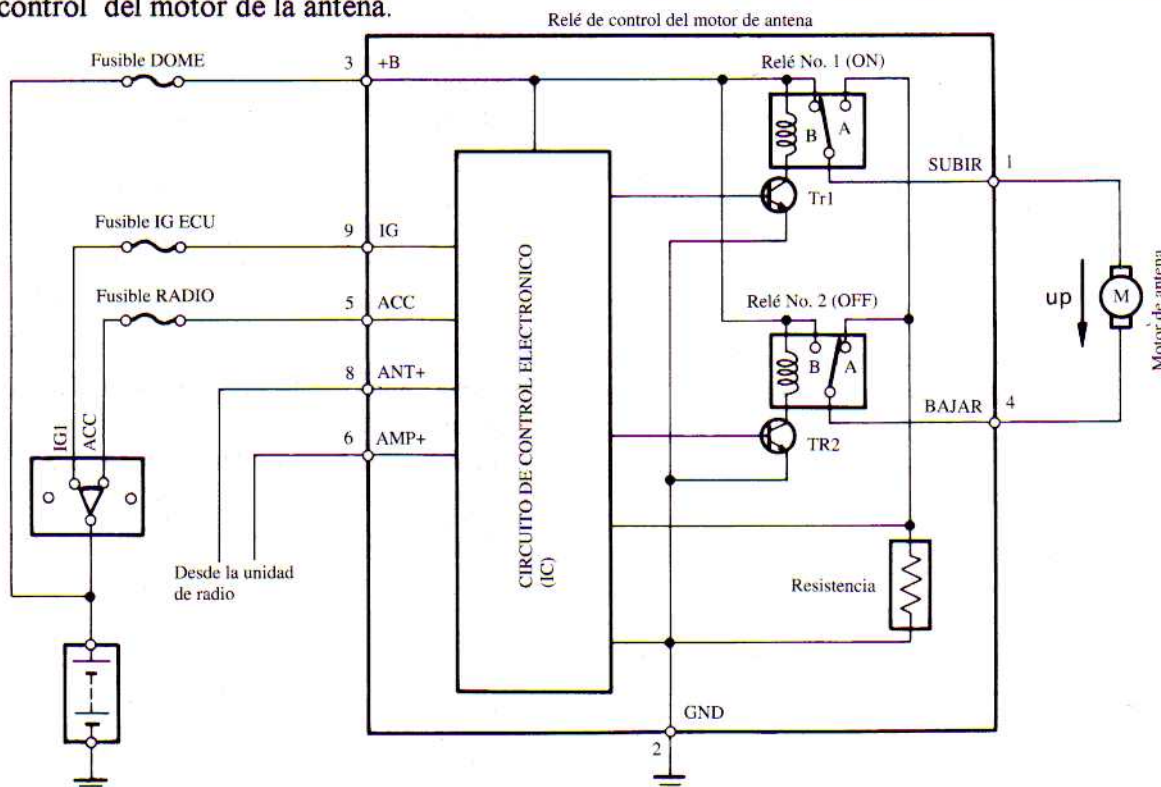 control del motor de la antena.
Relé de control del motor de antena
Fusible DOME
3
+B
Relé No. 1 (ON)
B
A
SUBIR
1
Tr1
Fusible IG ECU
9
IG
Fusible RADIO
5
ACC
Relé No. 2 (OFF)
up
M
Motor de antena
8
ANT+
B
A
BAJAR
4
6
AMP+
TR2
IG1
ACC
CIRCUITO DE CONTROL ELECTRONICO
(IC)
Desde la unidad
de radio
Resistencia
GND
2